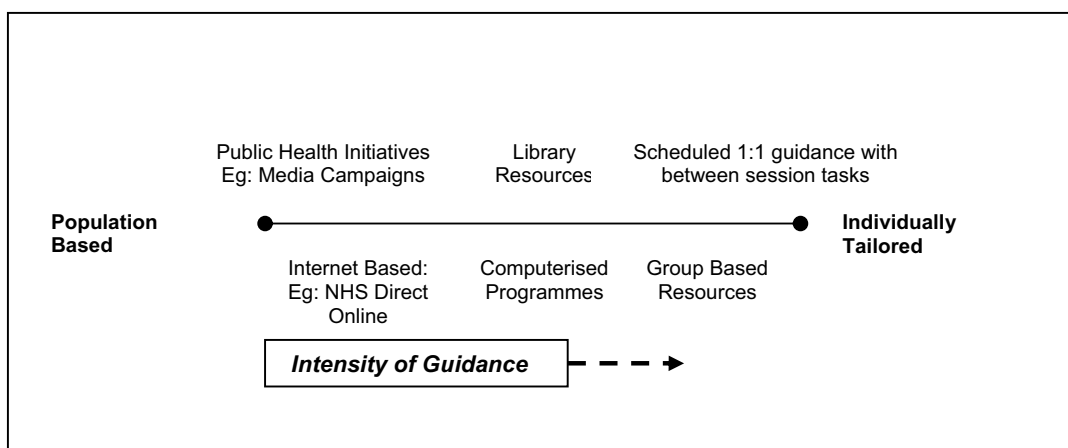 Public Health Initiatives
Eg: Media Campaigns
Library
Resources
Scheduled 1:1 guidance with
between session tasks
Population
Based
Individually
Tailored
Internet Based:
Eg: NHS Direct
Online
Computerised
Programmes
Group Based
Resources
Intensity of Guidance